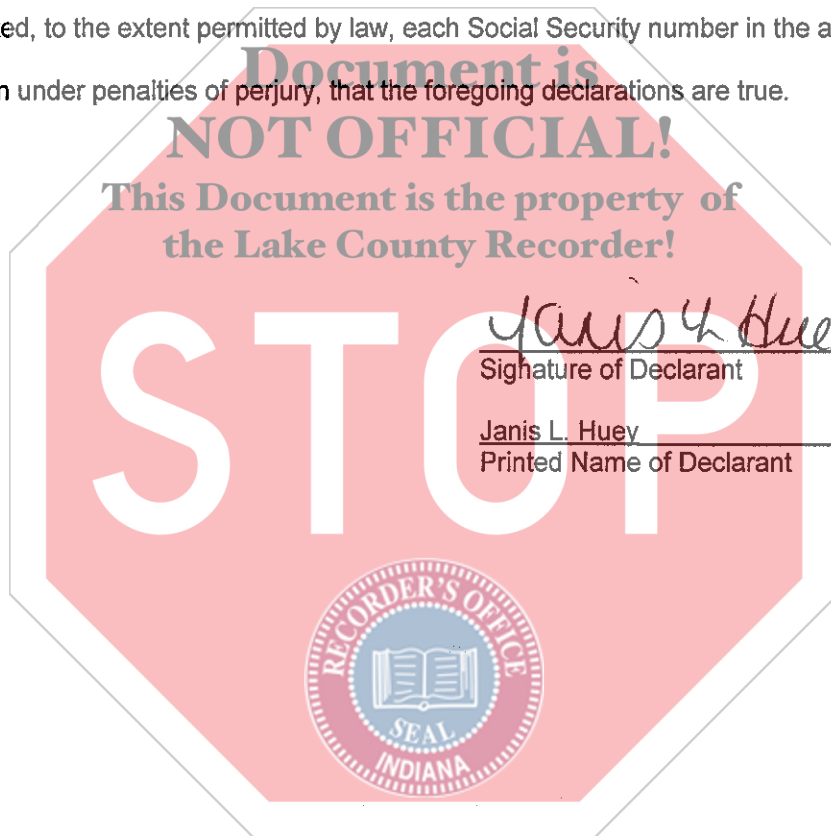 ed, to the extent permitted by law, each Social Security number in the a
n under penalties of perjury, that the foregoing declarations are true.
Document is
NOT OFFICIAL!
This Document is the property of
the Lake County Recorder!
STOP
Janis L Hue
Signature of Declarant
Janis L. Huey
Printed Name of Declarant
RECORDER'S OFFICE
SEAL
INDIANA